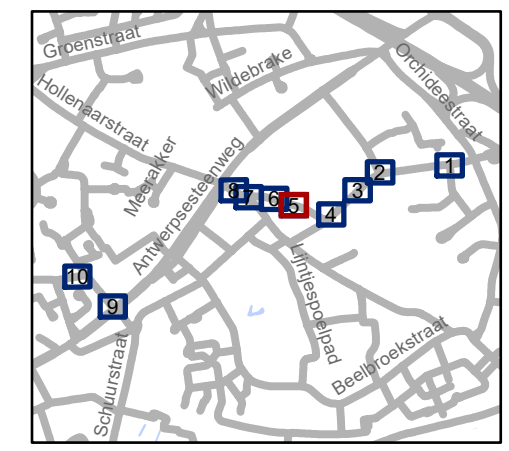 Groenstraat
Wildebrake
Orchideestraat
Hollenaarstraat
Meerakker
Antwerpsesteenweg
1
2
3
4
5
6
7
8
Lijntjespoelpad
10
9
Schuurstraat
Beelbroekstraat